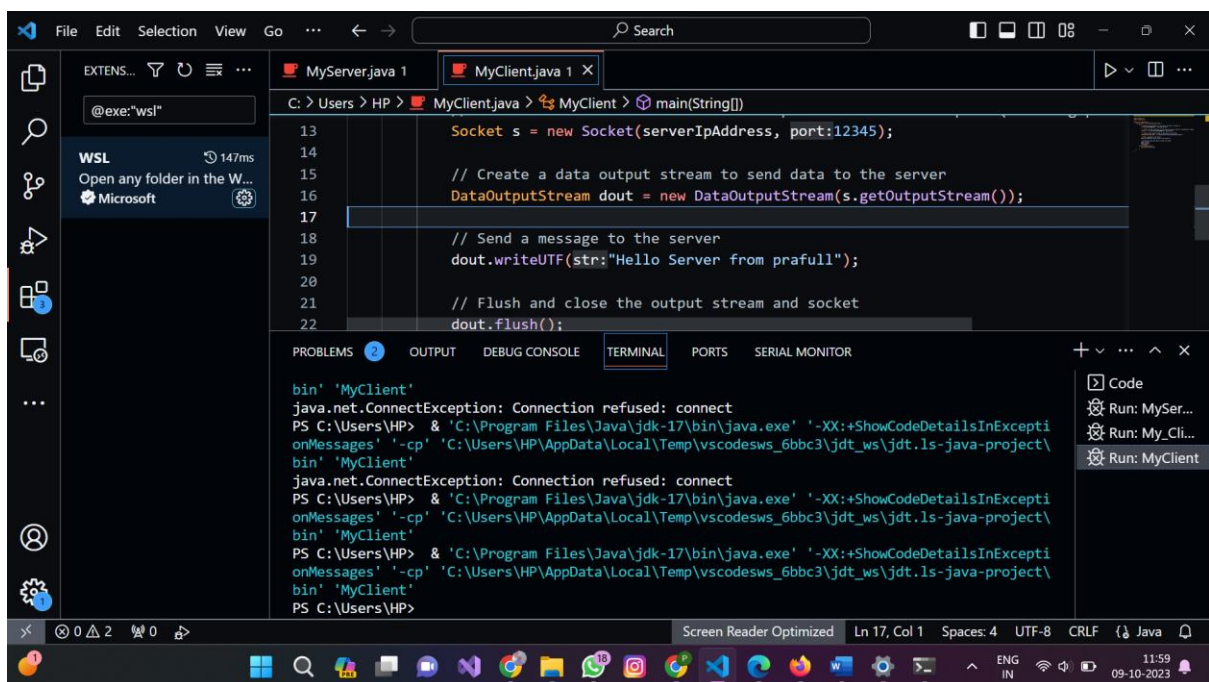 File Edit Selection View Go ··· Search
EXTENS...
MyServer.java 1 MyClient.java 1
@exe:"wsl"
C: > Users > HP > MyClient.java > MyClient > main(String[])
WSL 147ms
Open any folder in the W...
Microsoft
13 Socket s = new Socket(serverIpAddress, port:12345);
14
15 // Create a data output stream to send data to the server
16 DataOutputStream dout = new DataOutputStream(s.getOutputStream());
17
18 // Send a message to the server
19 dout.writeUTF(str:"Hello Server from prafull");
20
21 // Flush and close the output stream and socket
22 dout.flush();
3
PROBLEMS 2 OUTPUT DEBUG CONSOLE TERMINAL PORTS SERIAL MONITOR
bin' 'MyClient'
java.net.ConnectException: Connection refused: connect
PS C:\Users\HP> & 'C:\Program Files\Java\jdk-17\bin\java.exe' '-XX:+ShowCodeDetailsInExcepti
onMessages' '-cp' 'C:\Users\HP\AppData\Local\Temp\vscodesws_6bbc3\jdt_ws\jdt.ls-java-project\
bin' 'MyClient'
java.net.ConnectException: Connection refused: connect
PS C:\Users\HP> & 'C:\Program Files\Java\jdk-17\bin\java.exe' '-XX:+ShowCodeDetailsInExcepti
onMessages' '-cp' 'C:\Users\HP\AppData\Local\Temp\vscodesws_6bbc3\jdt_ws\jdt.ls-java-project\
bin' 'MyClient'
PS C:\Users\HP> & 'C:\Program Files\Java\jdk-17\bin\java.exe' '-XX:+ShowCodeDetailsInExcepti
onMessages' '-cp' 'C:\Users\HP\AppData\Local\Temp\vscodesws_6bbc3\jdt_ws\jdt.ls-java-project\
bin' 'MyClient'
PS C:\Users\HP>
Code
Run: MySer...
Run: My_Cli...
Run: MyClient
1
0 2 0 Screen Reader Optimized Ln 17, Col 1 Spaces: 4 UTF-8 CRLF Java
1 PRE 18 ENG
IN
11:59
09-10-2023